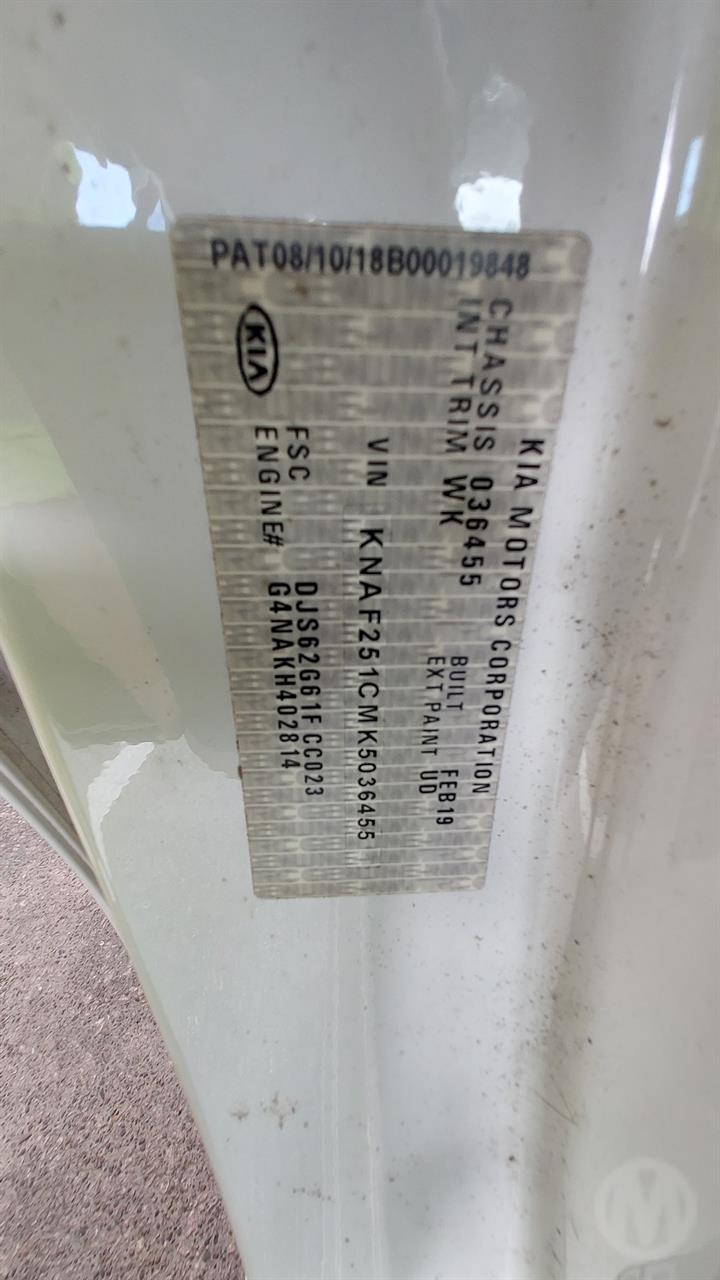 PAT08/10/18B00019848
KIA MOTORS CORPORATION
CHASSIS 036455 BUILT FEB19
INT TRIM WK EXT PAINT UD
VIN KNAF251CMK5036455
FSC DJS62G61F CC023
ENGINE# G4NAKH402814
KIA
M